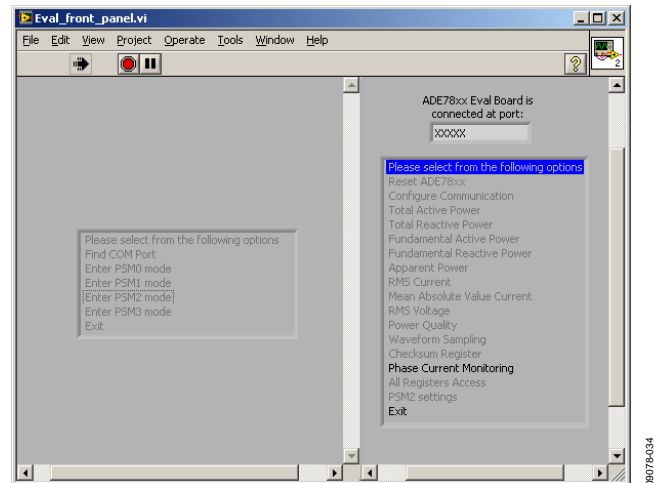 Eval_front_panel.vi
File Edit View Project Operate Tools Window Help
2
Please select from the following options
Find COM Port
Enter PSM0 mode
Enter PSM1 mode
Enter PSM2 mode
Enter PSM3 mode
Exit
ADE78xx Eval Board is
connected at port:
XXXXX
Please select from the following options
Reset ADE78xx
Configure Communication
Total Active Power
Total Reactive Power
Fundamental Active Power
Fundamental Reactive Power
Apparent Power
RMS Current
Mean Absolute Value Current
RMS Voltage
Power Quality
Waveform Sampling
Checksum Register
Phase Current Monitoring
All Registers Access
PSM2 settings
Exit
09078-034